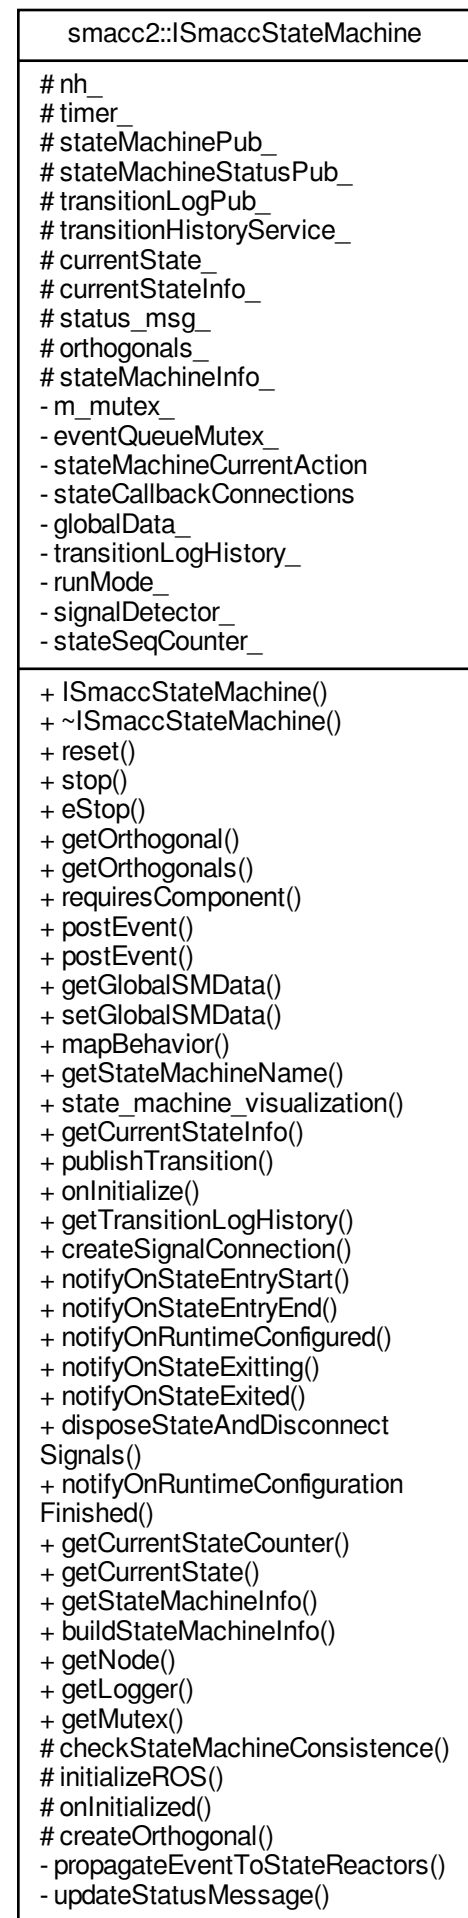 smacc2::ISmaccStateMachine
# nh_
# timer_
# stateMachinePub_
# stateMachineStatusPub_
# transitionLogPub_
# transitionHistoryService_
# currentState_
# currentStateInfo_
# status_msg_
# orthogonals_
# stateMachineInfo_
- m_mutex_
- eventQueueMutex_
- stateMachineCurrentAction
- stateCallbackConnections
- globalData_
- transitionLogHistory_
- runMode_
- signalDetector_
- stateSeqCounter_
+ ISmaccStateMachine()
+ ~ISmaccStateMachine()
+ reset()
+ stop()
+ eStop()
+ getOrthogonal()
+ getOrthogonals()
+ requiresComponent()
+ postEvent()
+ postEvent()
+ getGlobalSMData()
+ setGlobalSMData()
+ mapBehavior()
+ getStateMachineName()
+ state_machine_visualization()
+ getCurrentStateInfo()
+ publishTransition()
+ onInitialize()
+ getTransitionLogHistory()
+ createSignalConnection()
+ notifyOnStateEntryStart()
+ notifyOnStateEntryEnd()
+ notifyOnRuntimeConfigured()
+ notifyOnStateExitting()
+ notifyOnStateExited()
+ disposeStateAndDisconnect
Signals()
+ notifyOnRuntimeConfiguration
Finished()
+ getCurrentStateCounter()
+ getCurrentState()
+ getStateMachineInfo()
+ buildStateMachineInfo()
+ getNode()
+ getLogger()
+ getMutex()
# checkStateMachineConsistence()
# initializeROS()
# onInitialized()
# createOrthogonal()
- propagateEventToStateReactors()
- updateStatusMessage()